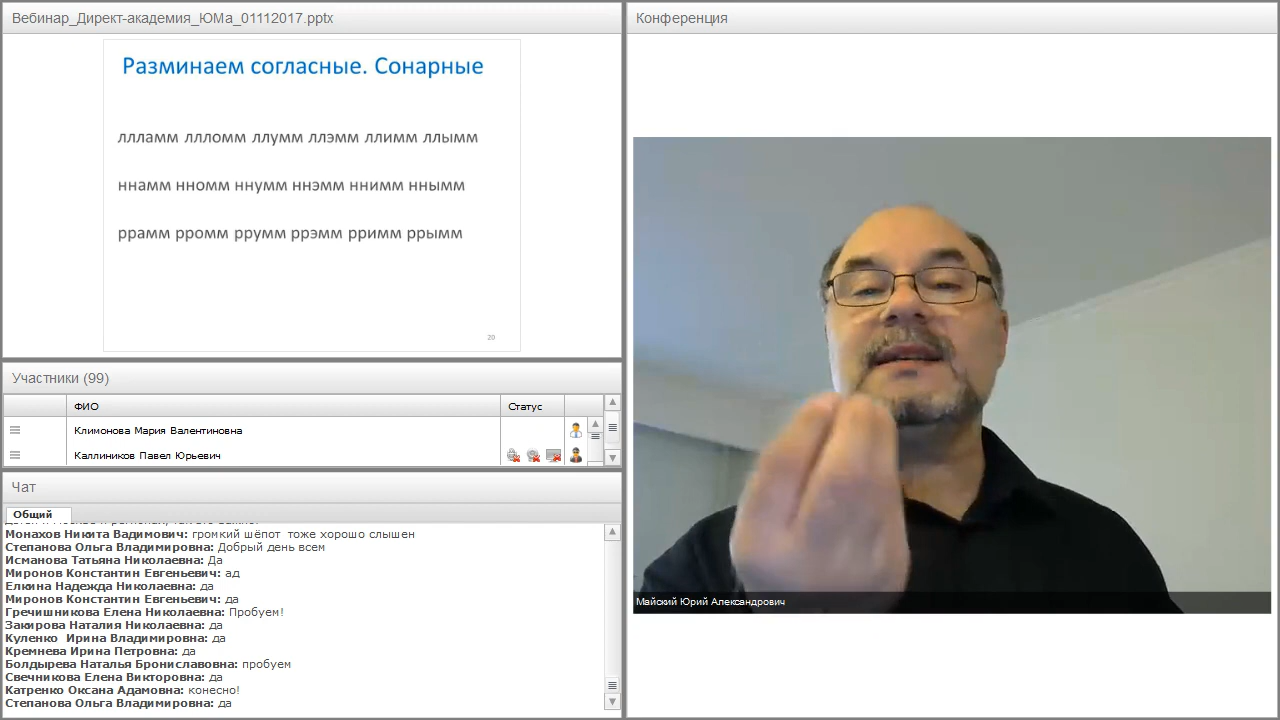 Вебинар_Директ-академия_ЮМа_01112017.pptx
Разминаем согласные. Сонарные
ллламм лллomм ллумм ллэмм ллимм ллымм
ннамм нномм ннумм ннэмм ннимм ннымм
ррамм рромм ррумм ррэмм рримм ррымм
20
Участники (99)
ФИО
Статус
Климонова Мария Валентиновна
Каллиников Павел Юрьевич
Чат
Общий
Монахов Никита Вадимович: громкий шёпот тоже хорошо слышен
Степанова Ольга Владимировна: Добрый день всем
Исманова Татьяна Николаевна: Да
Миронов Константин Евгеньевич: ад
Елкина Надежда Николаевна: да
Миронов Константин Евгеньевич: да
Гречишникова Елена Николаевна: Пробуем!
Закирова Наталия Николаевна: да
Куленко Ирина Владимировна: да
Кремнева Ирина Петровна: да
Болдырева Наталья Брониславовна: пробуем
Свечникова Елена Викторовна: да
Катренко Оксана Адамовна: конесно!
Степанова Ольга Владимировна: да
Конференция
Майский Юрий Александрович